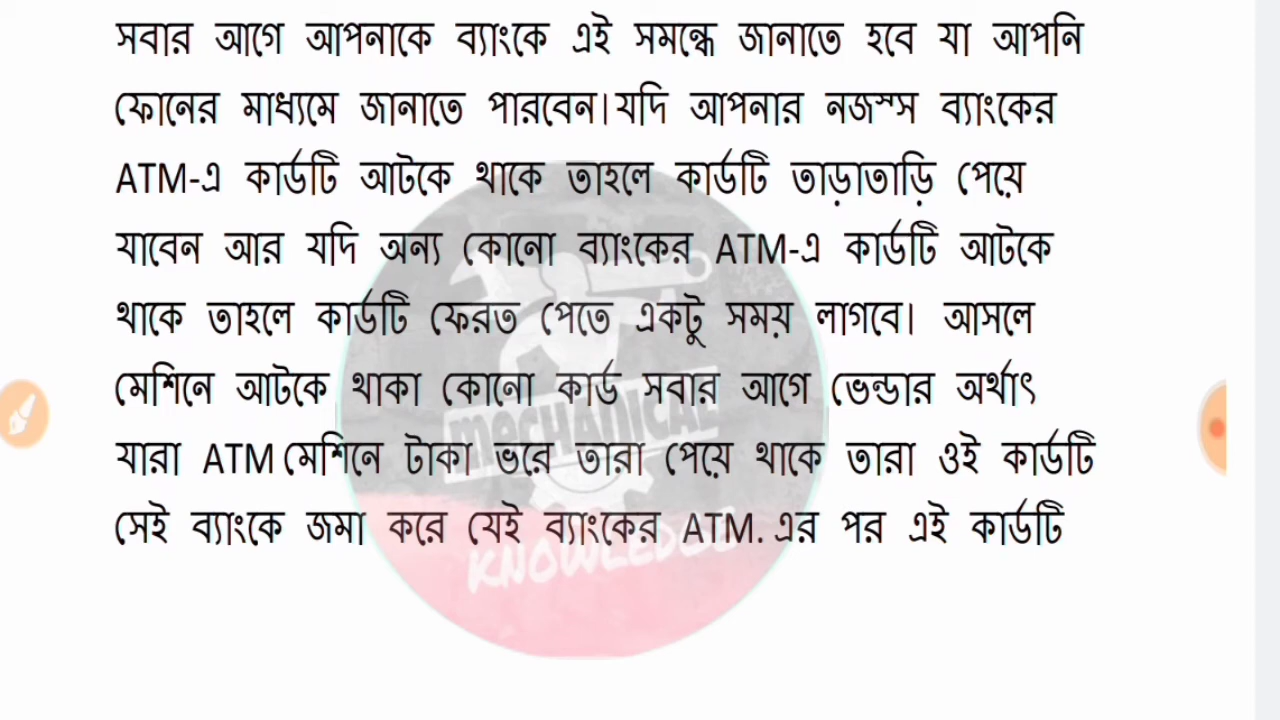 সবার আগে আপনাকে ব্যাংকে এই সমন্ধে জানাতে হবে যা আপনি
ফোনের মাধ্যমে জানাতে পারবেন।যদি আপনার নজস্স ব্যাংকের
ATM-এ কার্ডটি আটকে থাকে তাহলে কার্ডটি তাড়াতাড়ি পেয়ে
যাবেন আর যদি অন্য কোনো ব্যাংকের ATM-এ কার্ডটি আটকে
থাকে তাহলে কার্ডটি ফেরত পেতে একটু সময় লাগবে। আসলে
মেশিনে আটকে থাকা কোনো কার্ড সবার আগে ভেন্ডার অর্থাৎ
যারা ATM মেশিনে টাকা ভরে তারা পেয়ে থাকে তারা ওই কার্ডটি
সেই ব্যাংকে জমা করে যেই ব্যাংকের ATM. এর পর এই কার্ডটি
MECHANICAL
KNOWLEDGE